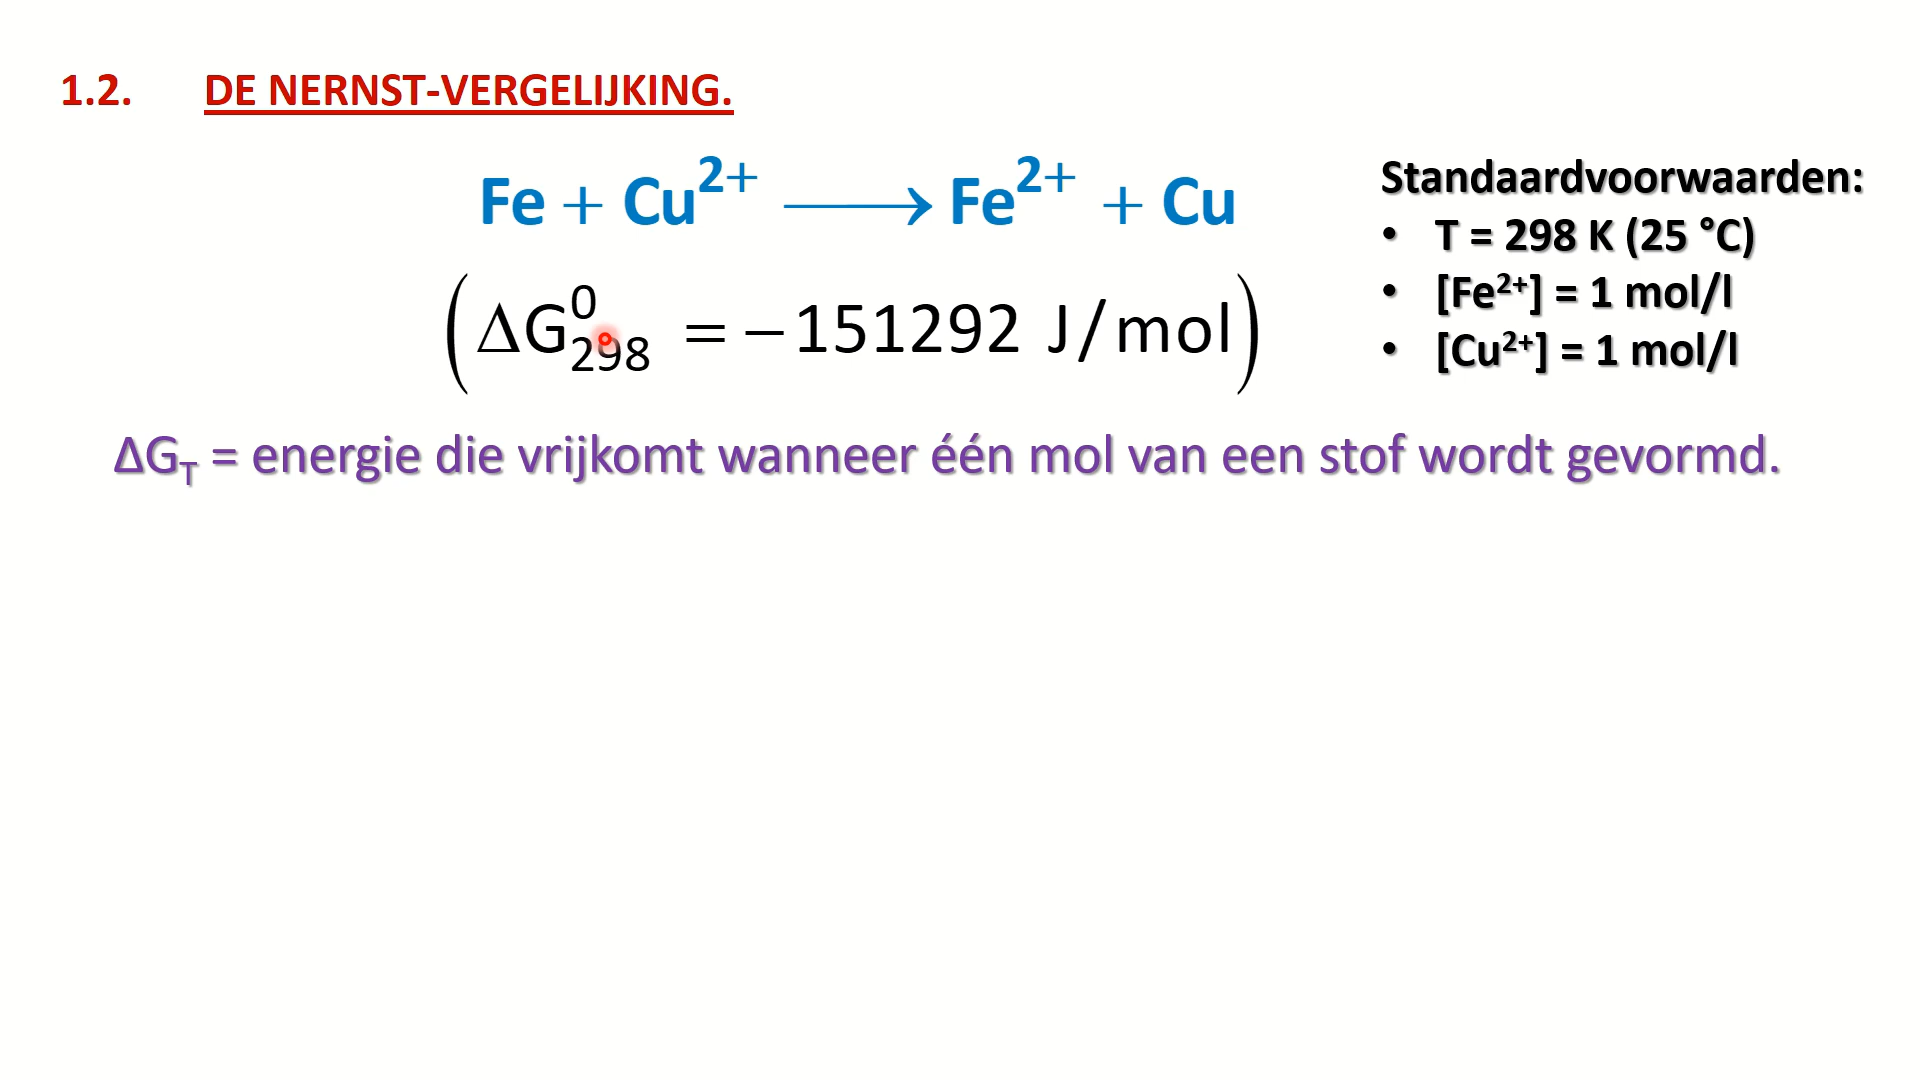 1.2. DE NERNST-VERGELIJKING.
Fe + Cu²⁺ ⟶ Fe²⁺ + Cu
(ΔG⁰₂₉₈ = −151292 J/mol)
Standaardvoorwaarden:
• T = 298 K (25 °C)
• [Fe²⁺] = 1 mol/l
• [Cu²⁺] = 1 mol/l
ΔG_T = energie die vrijkomt wanneer één mol van een stof wordt gevormd.